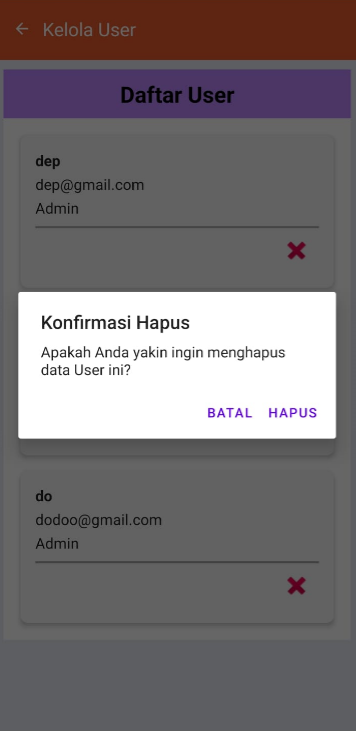 Kelola User
Daftar User
dep
dep@gmail.com
Admin
Konfirmasi Hapus
Apakah Anda yakin ingin menghapus
data User ini?
BATAL HAPUS
do
dodoo@gmail.com
Admin